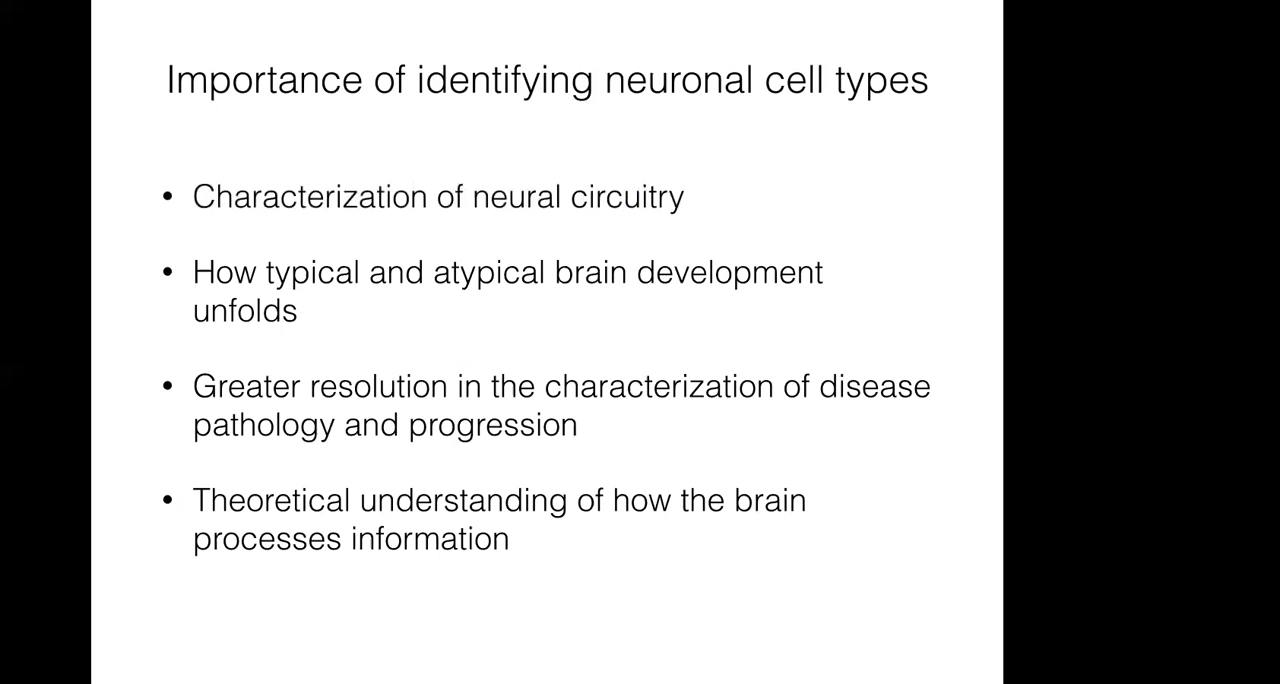 Importance of identifying neuronal cell types
• Characterization of neural circuitry
• How typical and atypical brain development
unfolds
• Greater resolution in the characterization of disease
pathology and progression
• Theoretical understanding of how the brain
processes information